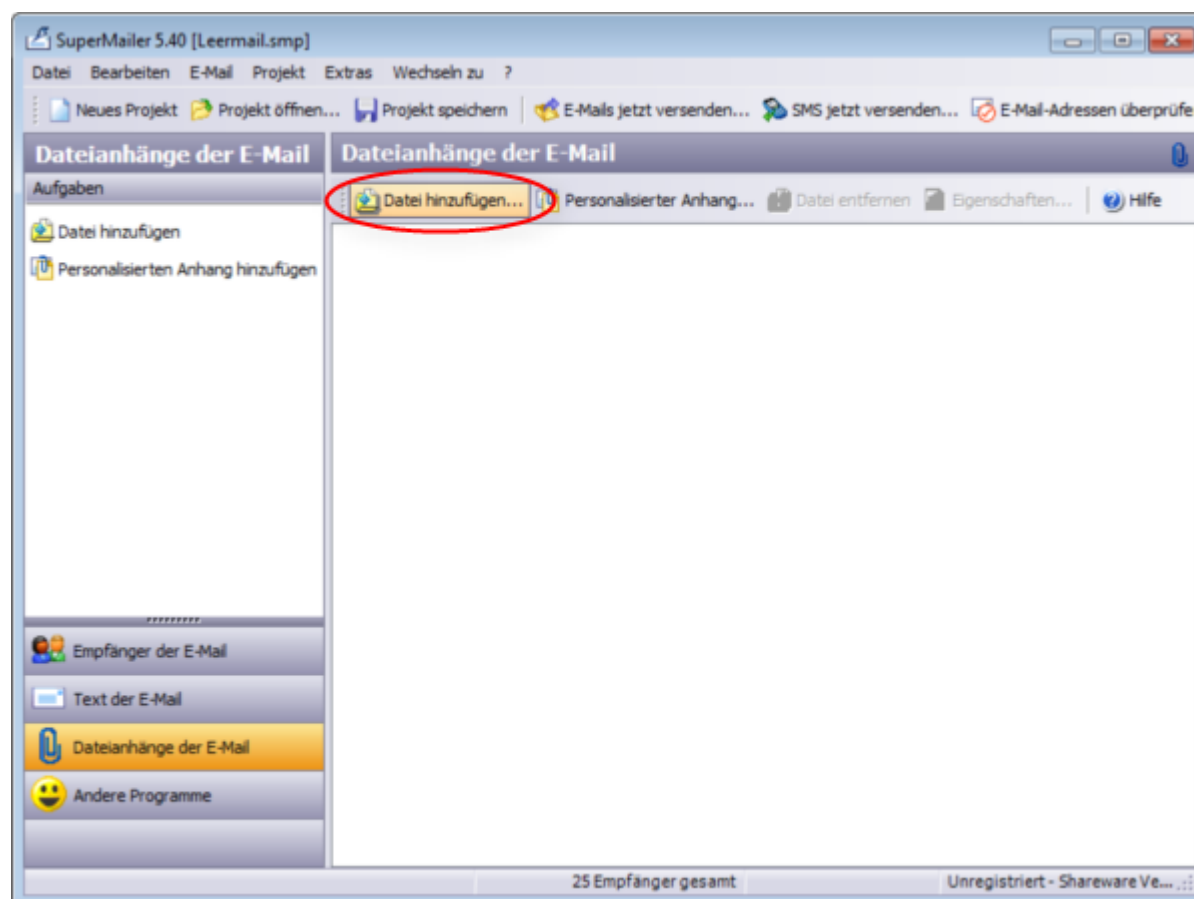 SuperMailer 5.40 [Leermail.smp]
Datei Bearbeiten E-Mail Projekt Extras Wechseln zu ?
Neues Projekt Projekt öffnen... Projekt speichern E-Mails jetzt versenden... SMS jetzt versenden... E-Mail-Adressen überprüfe
Dateianhänge der E-Mail
Dateianhänge der E-Mail
Aufgaben
Datei hinzufügen... Personalisierter Anhang... Datei entfernen Eigenschaften... Hilfe
Datei hinzufügen
Personalisierten Anhang hinzufügen
Empfänger der E-Mail
Text der E-Mail
Dateianhänge der E-Mail
Andere Programme
25 Empfänger gesamt
Unregistriert - Shareware Ve...